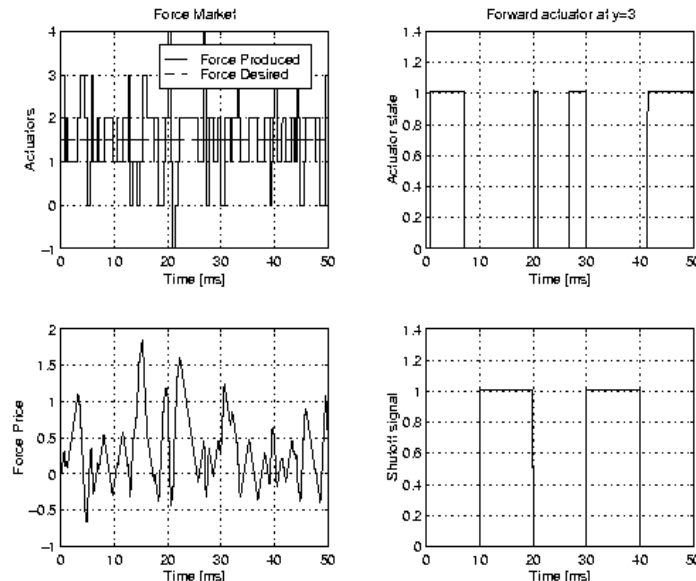 Force Market
Forward actuator at y=3
4
3
2
1
0
−1
Actuators
Force Produced
Force Desired
0 10 20 30 40 50
Time [ms]
1.4
1.2
1
0.8
0.6
0.4
0.2
0
Actuator state
0 10 20 30 40 50
Time [ms]
2
1.5
1
0.5
0
−0.5
−1
Force Price
0 10 20 30 40 50
Time [ms]
1.4
1.2
1
0.8
0.6
0.4
0.2
0
Shutoff signal
0 10 20 30 40 50
Time [ms]